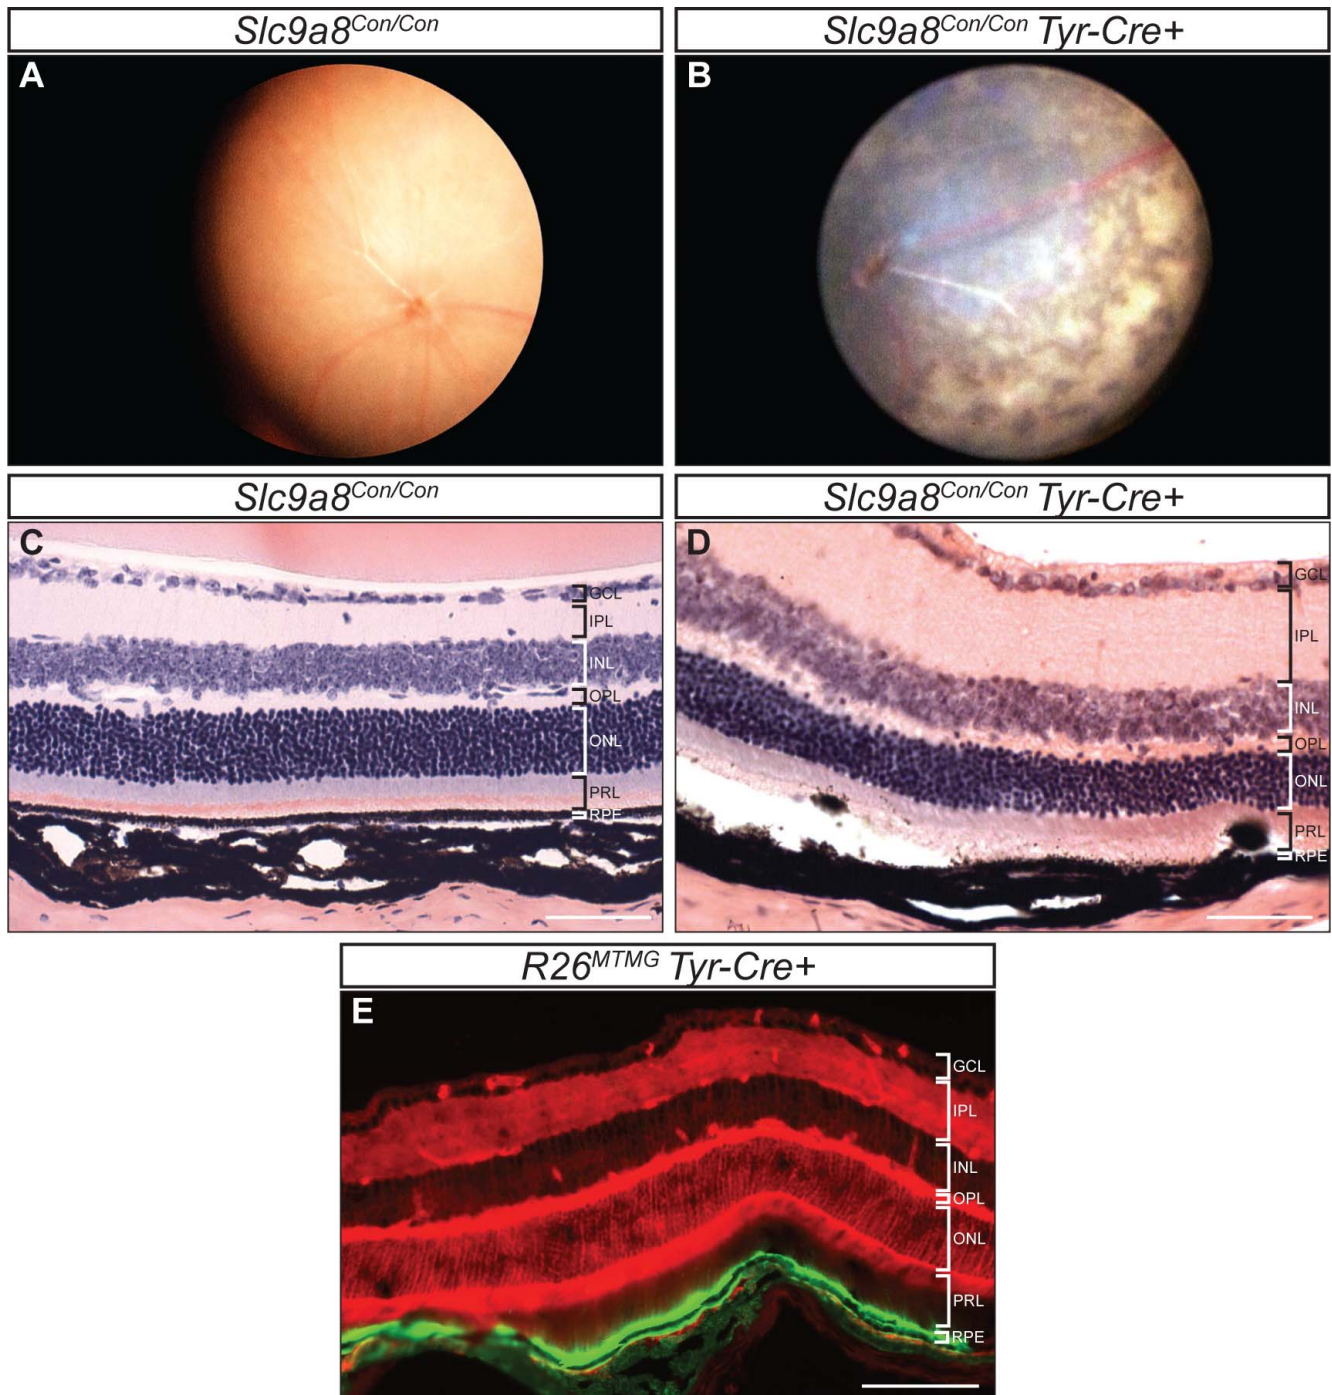 Slc9a8Con/Con
Slc9a8Con/Con Tyr-Cre+
A
B
Slc9a8Con/Con
Slc9a8Con/Con Tyr-Cre+
C
GCL
IPL
INL
OPL
ONL
PRL
RPE
D
GCL
IPL
INL
OPL
ONL
PRL
RPE
R26MTMG Tyr-Cre+
E
GCL
IPL
INL
OPL
ONL
PRL
RPE